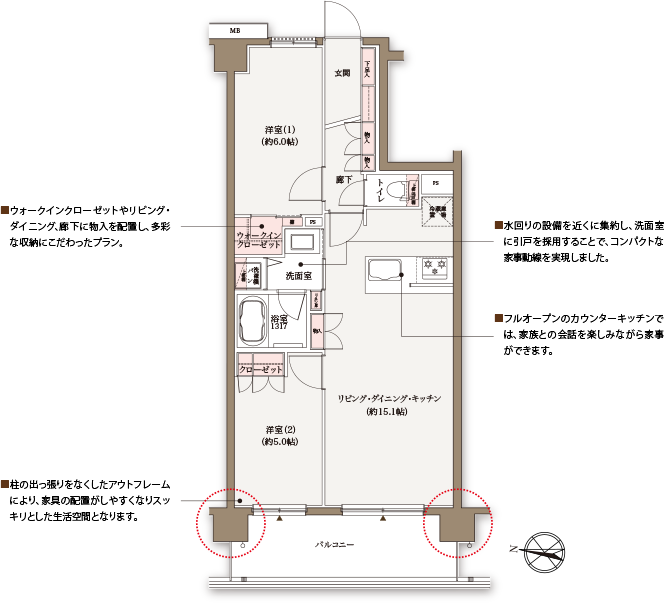 MB
玄関
下足入
洋室(1)
(約6.0帖)
物入
物入
廊下
トイレ
PS
冷蔵庫
置場
■ウォークインクローゼットやリビング・
ダイニング、廊下に物入を配置し、多彩
な収納にこだわったプラン。
ウォークイン
クローゼット
PS
洗面室
洗濯機
パン
■水回りの設備を近くに集約し、洗面室
に引戸を採用することで、コンパクトな
家事動線を実現しました。
浴室
1317
物入
■フルオープンのカウンターキッチンで
は、家族との会話を楽しみながら家事
ができます。
クローゼット
リビング・ダイニング・キッチン
(約15.1帖)
洋室(2)
(約5.0帖)
■柱の出っ張りをなくしたアウトフレーム
により、家具の配置がしやすくなりスッ
キリとした生活空間となります。
バルコニー
N